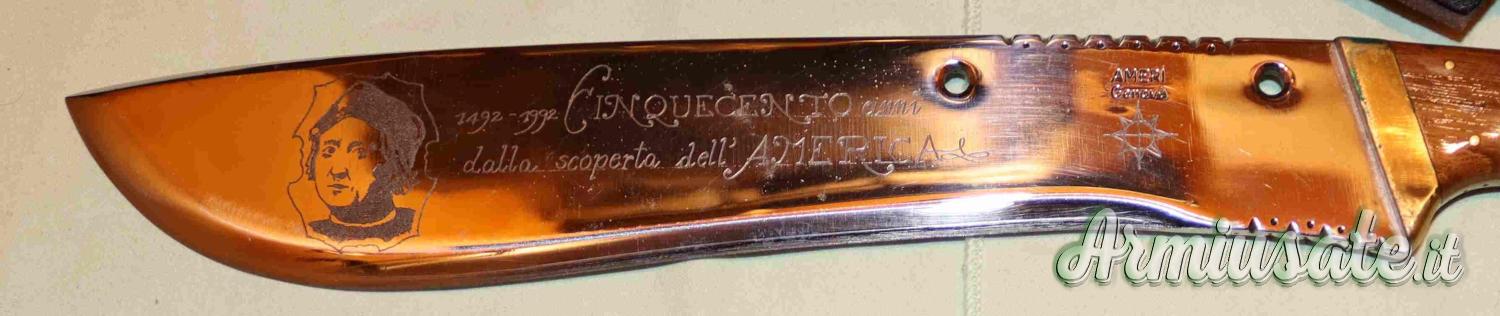 1492-1992 CINQUECENTO anni
dalla scoperta dell'AMERICA
AMERI
Genova
Armiusate.it